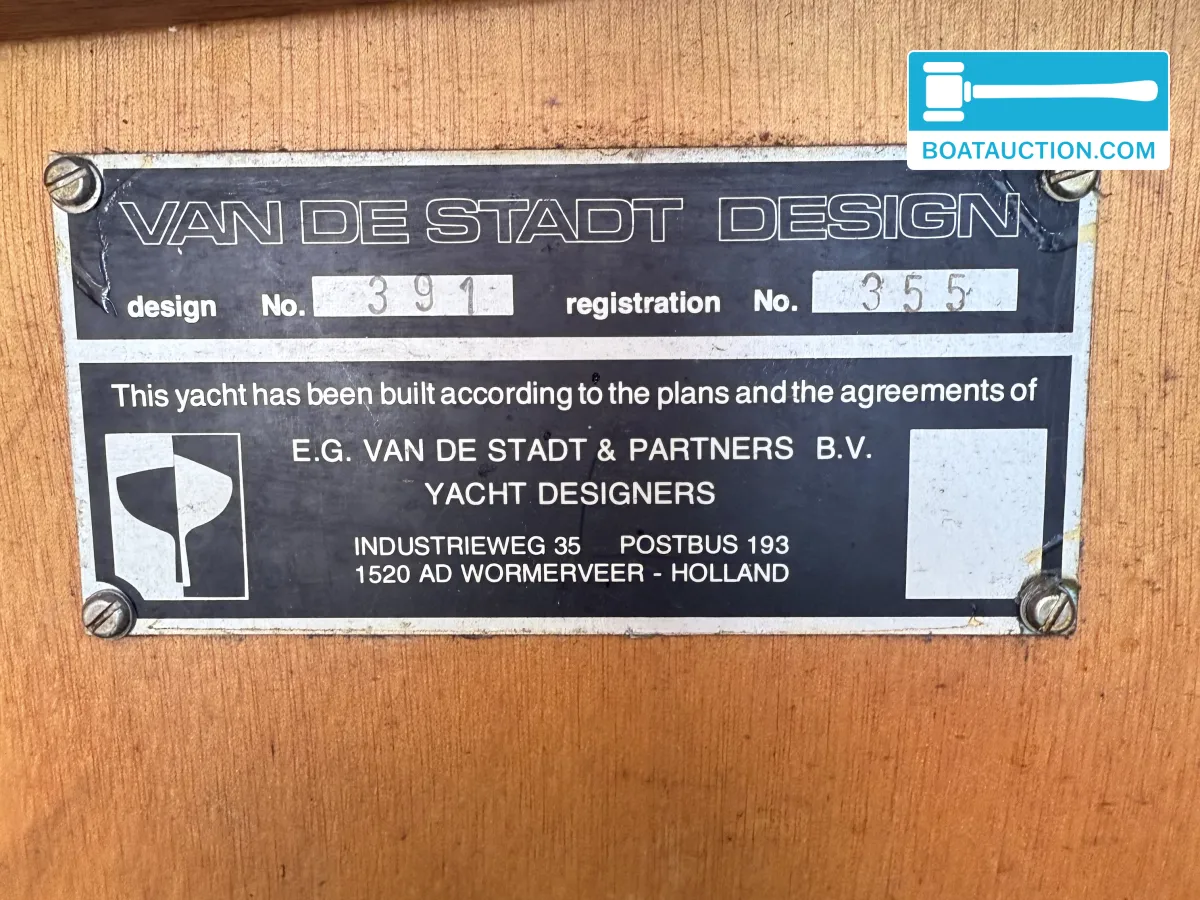 BOATAUCTION.COM
VAN DE STADT DESIGN
design No. 391 registration No. 355
This yacht has been built according to the plans and the agreements of
E.G. VAN DE STADT & PARTNERS B.V.
YACHT DESIGNERS
INDUSTRIEWEG 35 POSTBUS 193
1520 AD WORMERVEER - HOLLAND